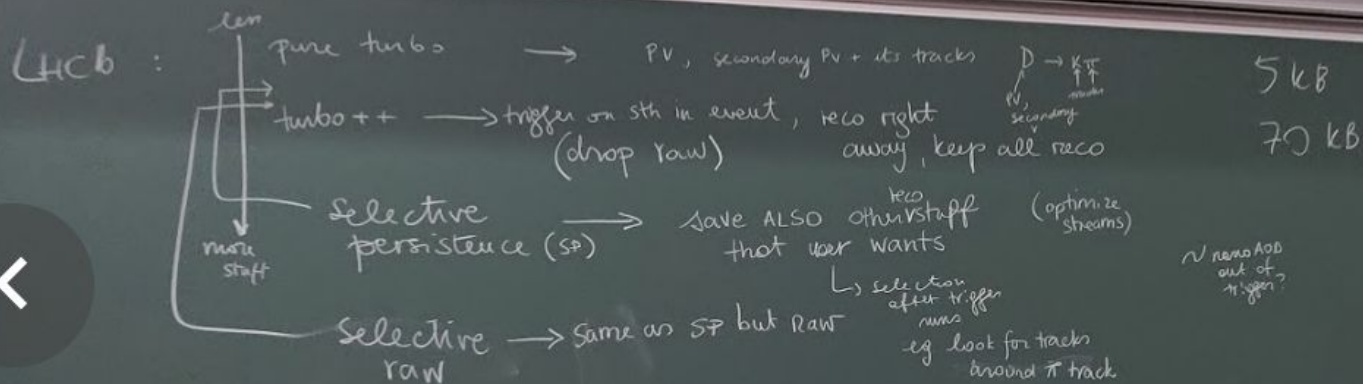 LHCb :
len
pure turbo → PV, secondary PV + its tracks D → Kπ 5 kB
PV, secondary tracks
turbo++ → trigger on sth in event, reco right 70 kB
(drop raw) away, keep all reco
selective → save ALSO other reco stuff (optimize
persistence (SP) that user wants streams)
more
stuff
↳ selection
after trigger
runs
eg look for tracks
around π track
~ nanoAOD
out of
trigger?
selective → same as SP but Raw
raw